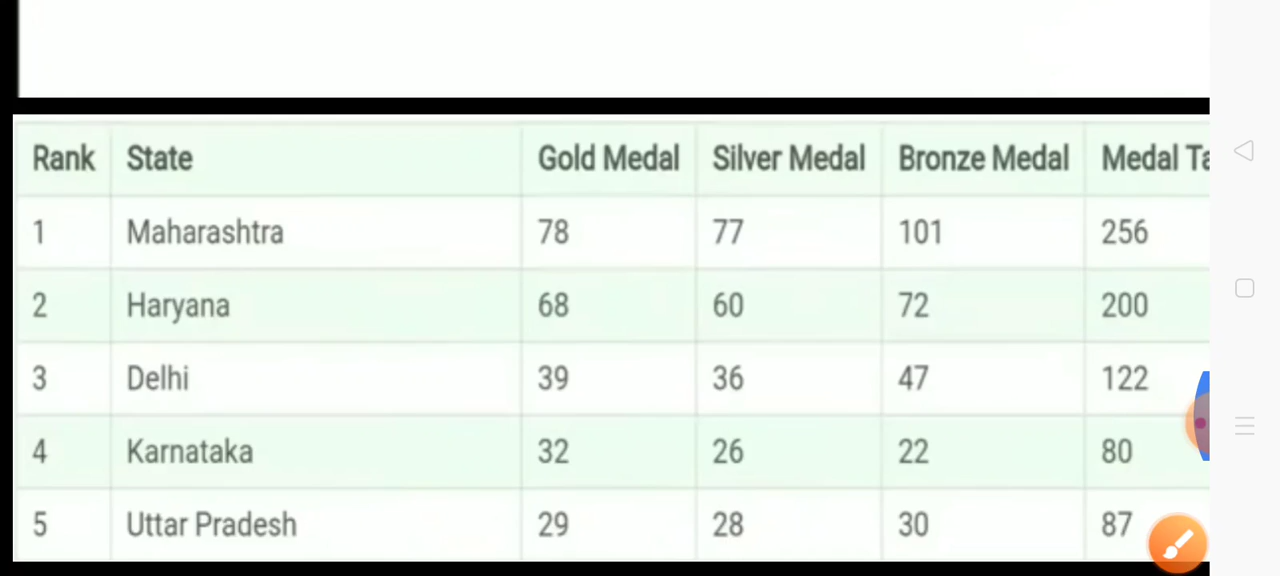 Rank State Gold Medal Silver Medal Bronze Medal Medal
1 Maharashtra 78 77 101 256
2 Haryana 68 60 72 200
3 Delhi 39 36 47 122
4 Karnataka 32 26 22 80
5 Uttar Pradesh 29 28 30 87